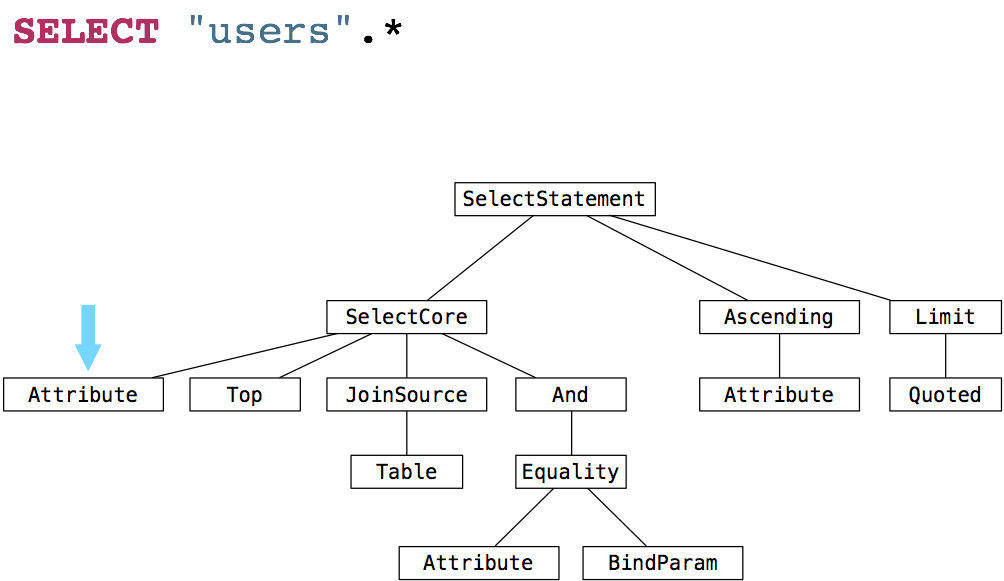 SELECT "users".*
SelectStatement
SelectCore Ascending Limit
Attribute Top JoinSource And Attribute Quoted
Table Equality
Attribute BindParam